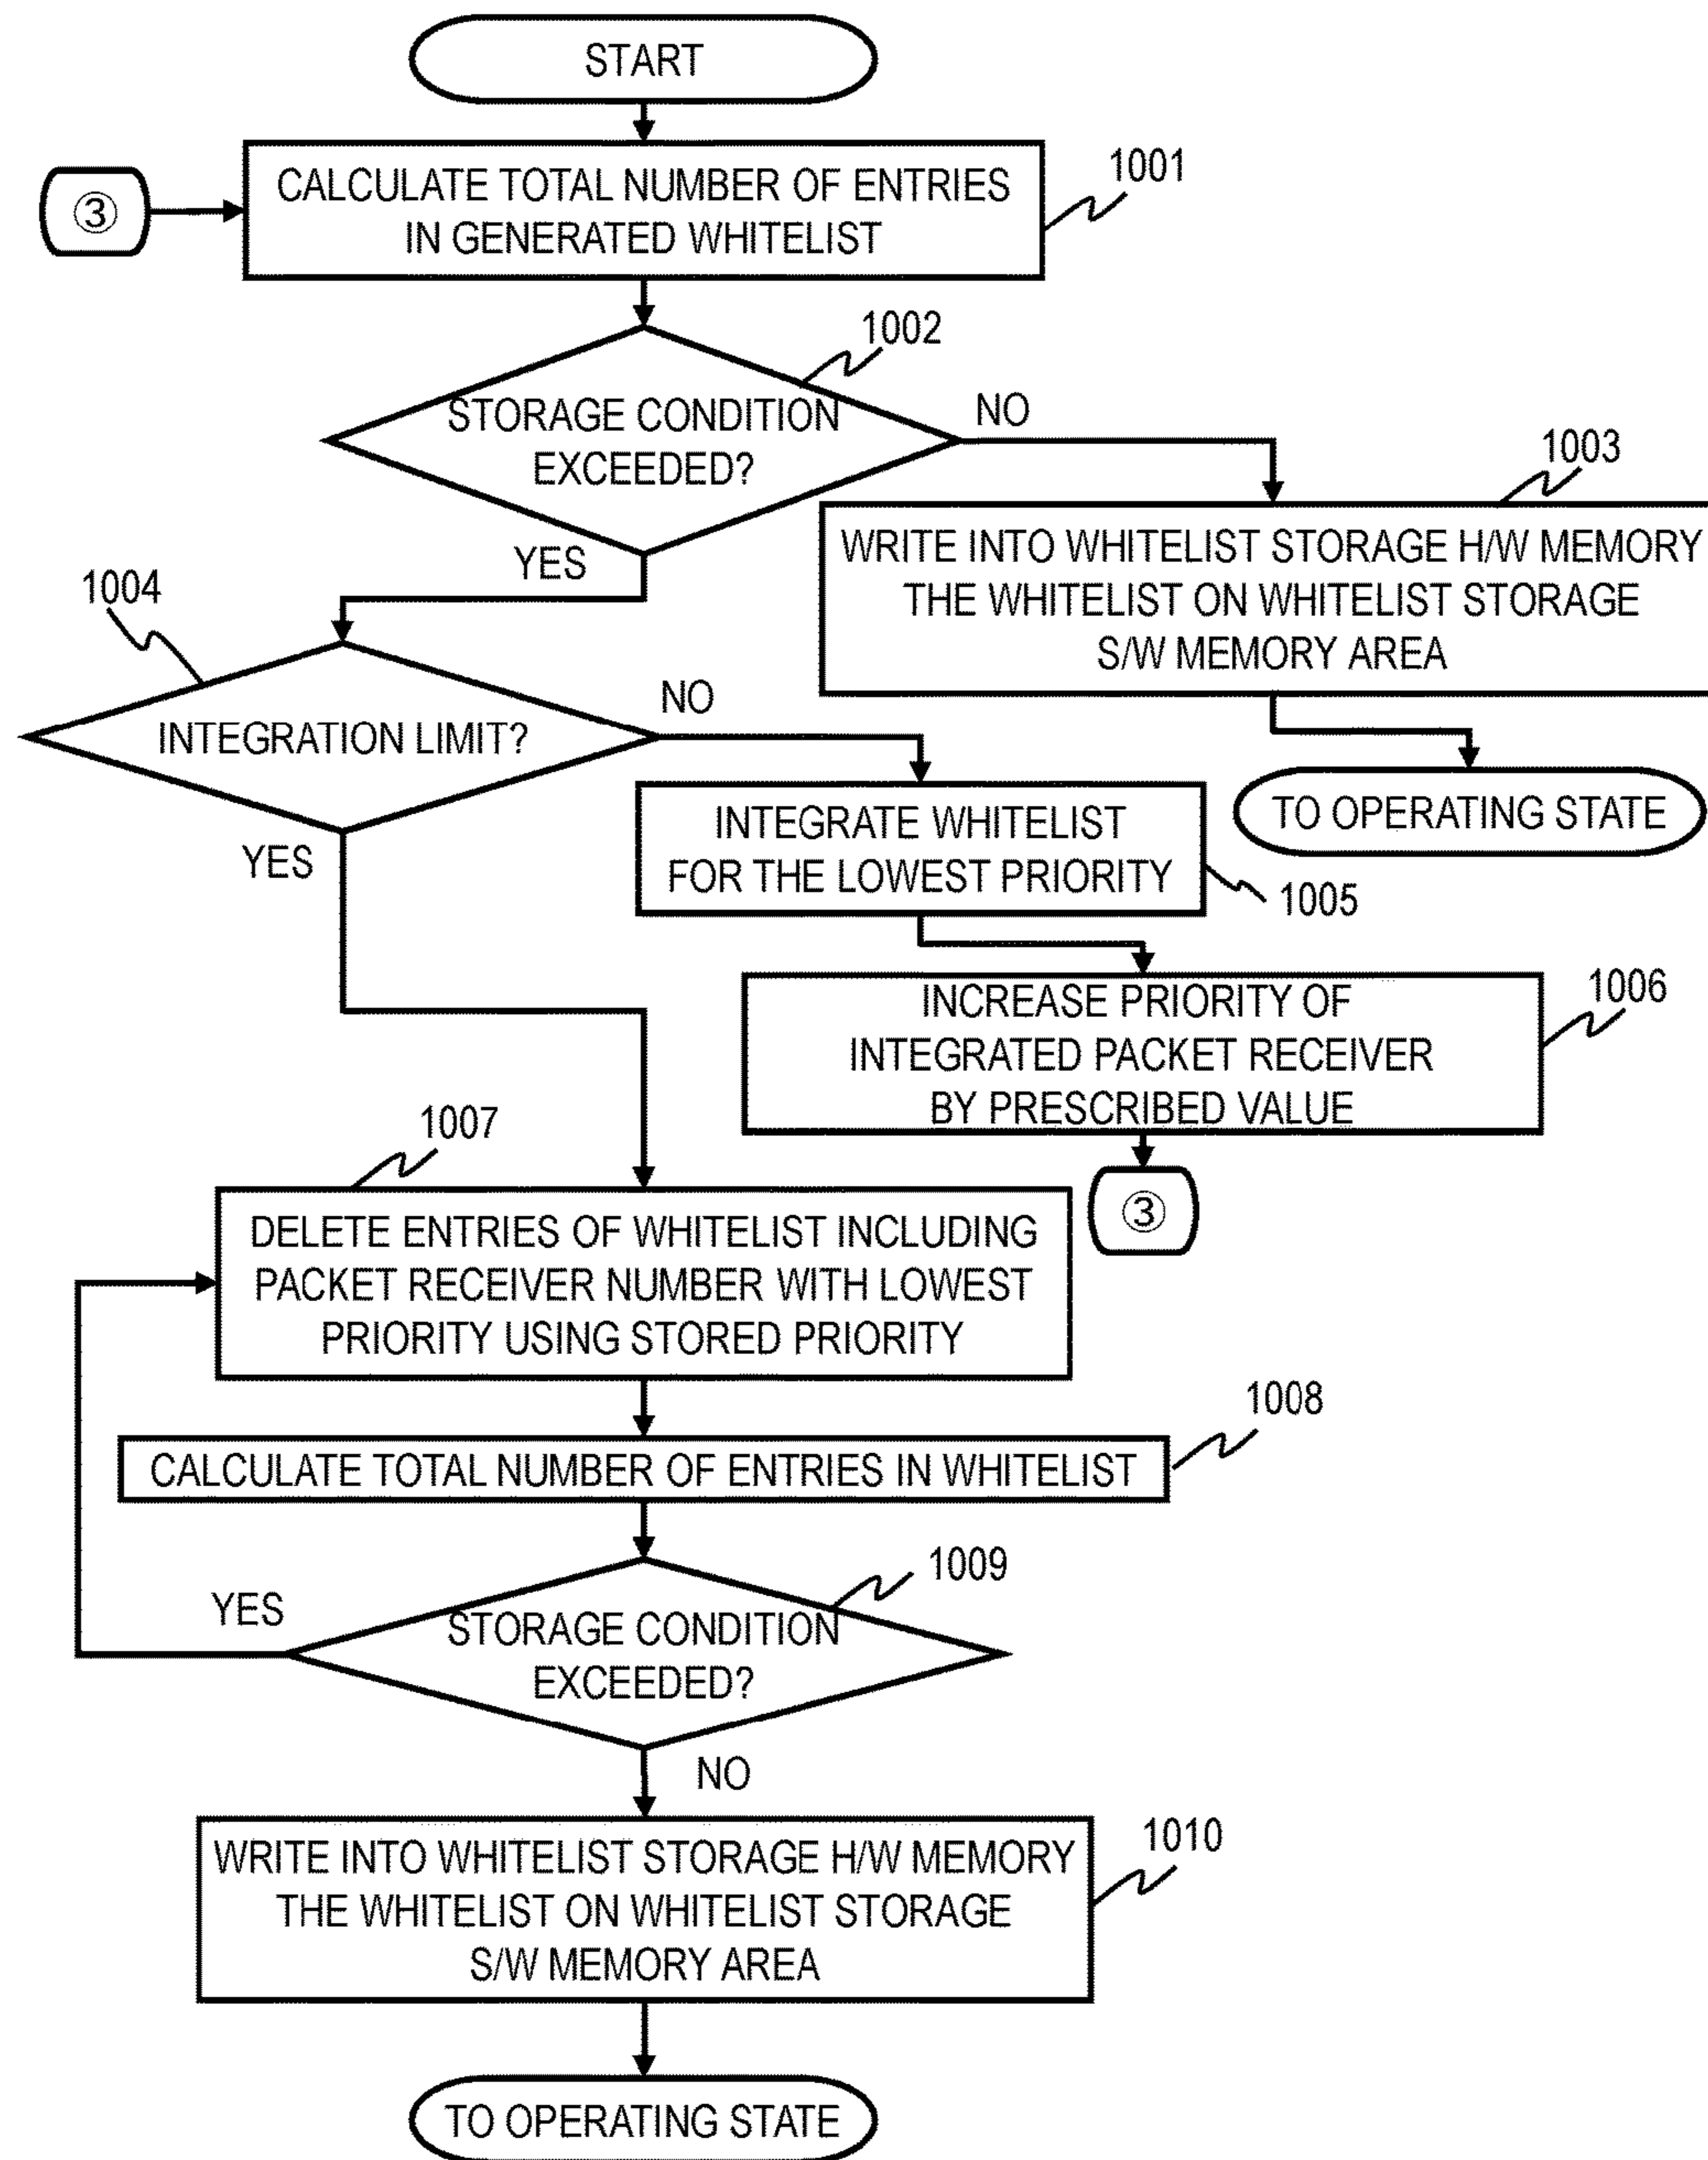 START
③
CALCULATE TOTAL NUMBER OF ENTRIES
IN GENERATED WHITELIST
1001
1002
STORAGE CONDITION
EXCEEDED?
NO
YES
1003
WRITE INTO WHITELIST STORAGE H/W MEMORY
THE WHITELIST ON WHITELIST STORAGE
S/W MEMORY AREA
TO OPERATING STATE
1004
INTEGRATION LIMIT?
NO
YES
INTEGRATE WHITELIST
FOR THE LOWEST PRIORITY
1005
INCREASE PRIORITY OF
INTEGRATED PACKET RECEIVER
BY PRESCRIBED VALUE
1006
③
1007
DELETE ENTRIES OF WHITELIST INCLUDING
PACKET RECEIVER NUMBER WITH LOWEST
PRIORITY USING STORED PRIORITY
1008
CALCULATE TOTAL NUMBER OF ENTRIES IN WHITELIST
1009
YES
STORAGE CONDITION
EXCEEDED?
NO
1010
WRITE INTO WHITELIST STORAGE H/W MEMORY
THE WHITELIST ON WHITELIST STORAGE
S/W MEMORY AREA
TO OPERATING STATE